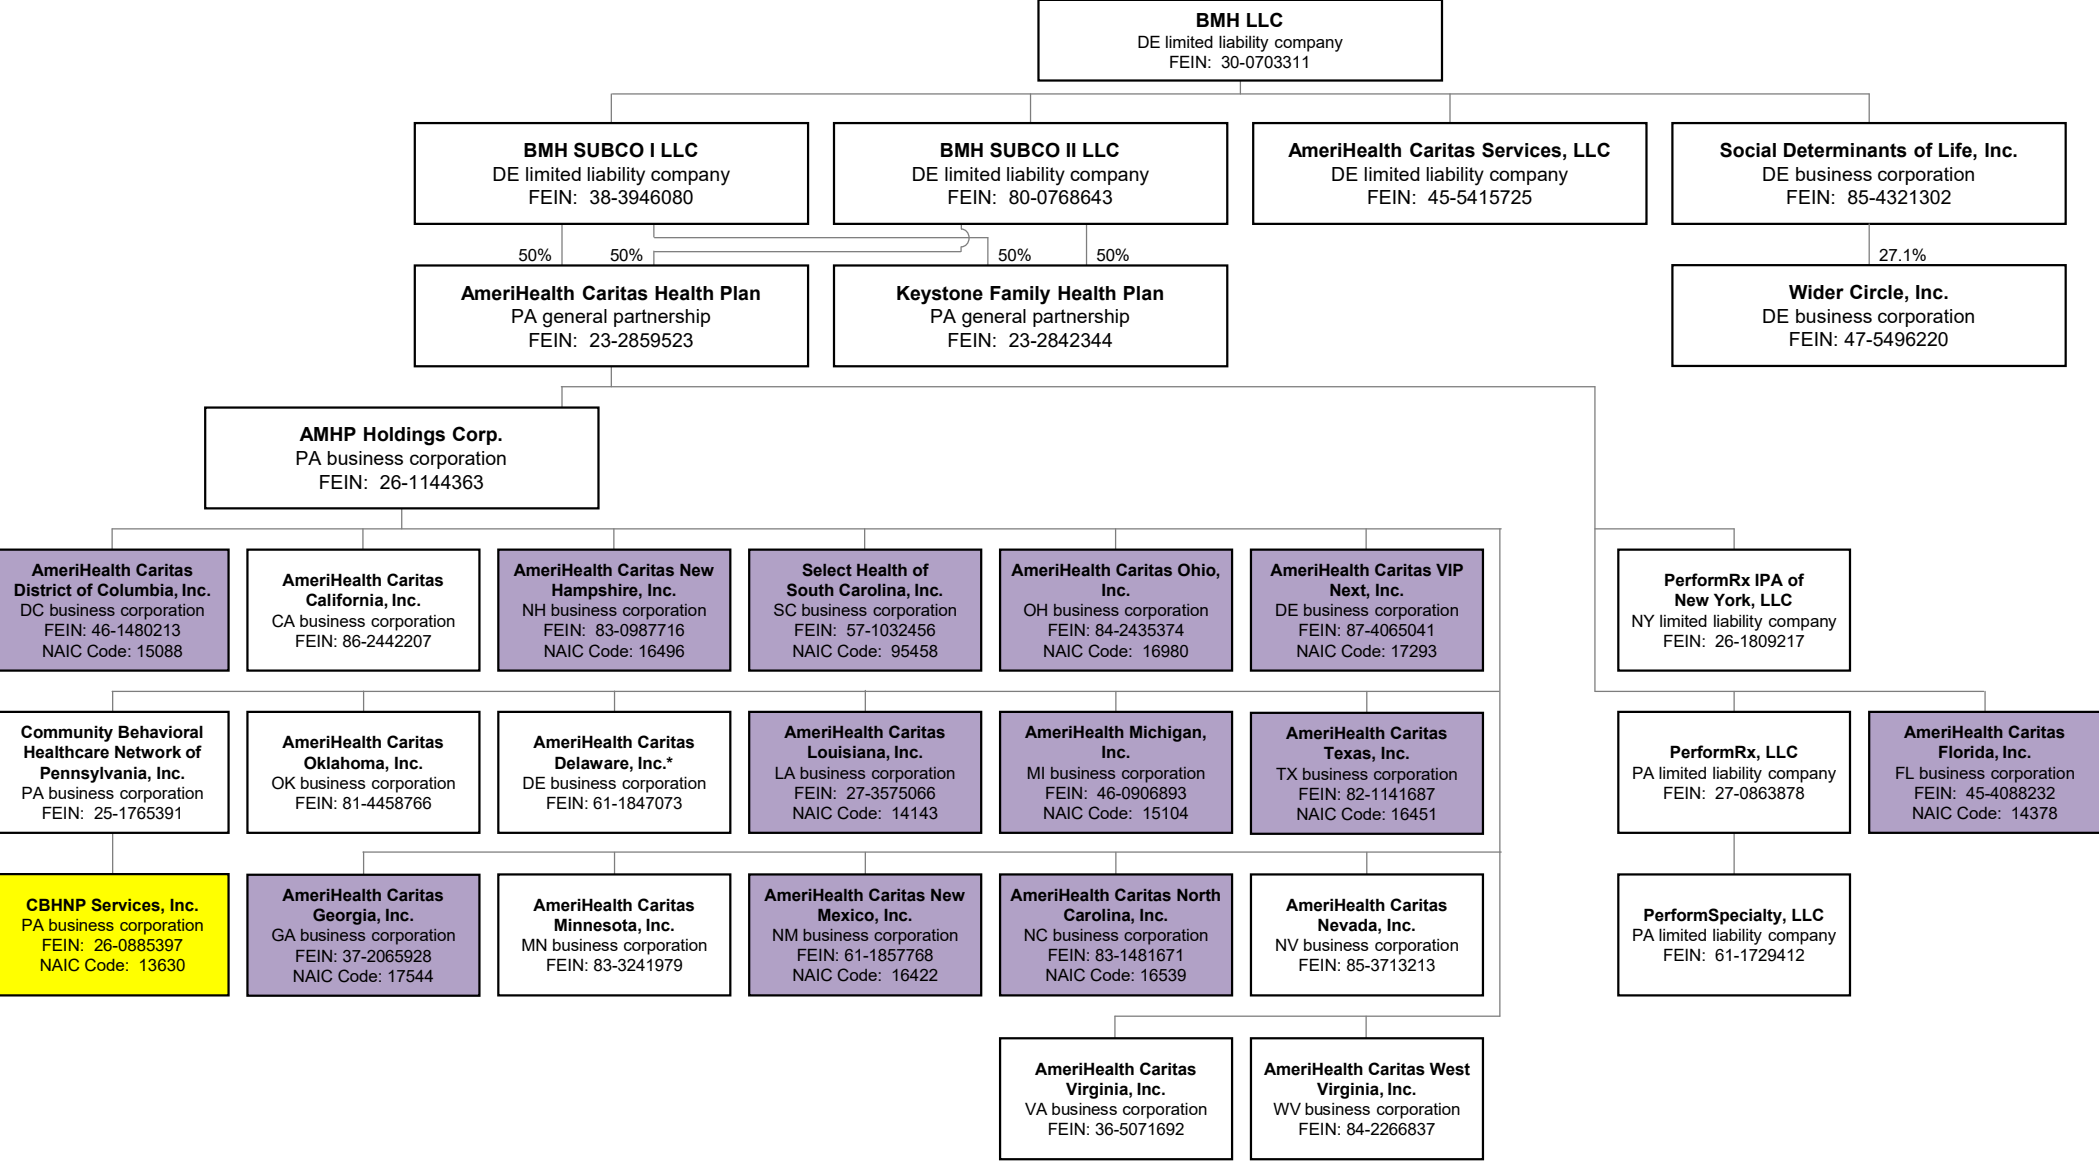 BMH LLC
DE limited liability company
FEIN: 30-0703311
BMH SUBCO I LLC
DE limited liability company
FEIN: 38-3946080
BMH SUBCO II LLC
DE limited liability company
FEIN: 80-0768643
AmeriHealth Caritas Services, LLC
DE limited liability company
FEIN: 45-5415725
Social Determinants of Life, Inc.
DE business corporation
FEIN: 85-4321302
50%
50%
50%
50%
27.1%
AmeriHealth Caritas Health Plan
PA general partnership
FEIN: 23-2859523
Keystone Family Health Plan
PA general partnership
FEIN: 23-2842344
Wider Circle, Inc.
DE business corporation
FEIN: 47-5496220
AMHP Holdings Corp.
PA business corporation
FEIN: 26-1144363
AmeriHealth Caritas
District of Columbia, Inc.
DC business corporation
FEIN: 46-1480213
NAIC Code: 15088
AmeriHealth Caritas
California, Inc.
CA business corporation
FEIN: 86-2442207
AmeriHealth Caritas New
Hampshire, Inc.
NH business corporation
FEIN: 83-0987716
NAIC Code: 16496
Select Health of
South Carolina, Inc.
SC business corporation
FEIN: 57-1032456
NAIC Code: 95458
AmeriHealth Caritas Ohio,
Inc.
OH business corporation
FEIN: 84-2435374
NAIC Code: 16980
AmeriHealth Caritas VIP
Next, Inc.
DE business corporation
FEIN: 87-4065041
NAIC Code: 17293
PerformRx IPA of
New York, LLC
NY limited liability company
FEIN: 26-1809217
Community Behavioral
Healthcare Network of
Pennsylvania, Inc.
PA business corporation
FEIN: 25-1765391
AmeriHealth Caritas
Oklahoma, Inc.
OK business corporation
FEIN: 81-4458766
AmeriHealth Caritas
Delaware, Inc.*
DE business corporation
FEIN: 61-1847073
AmeriHealth Caritas
Louisiana, Inc.
LA business corporation
FEIN: 27-3575066
NAIC Code: 14143
AmeriHealth Michigan,
Inc.
MI business corporation
FEIN: 46-0906893
NAIC Code: 15104
AmeriHealth Caritas
Texas, Inc.
TX business corporation
FEIN: 82-1141687
NAIC Code: 16451
PerformRx, LLC
PA limited liability company
FEIN: 27-0863878
AmeriHealth Caritas
Florida, Inc.
FL business corporation
FEIN: 45-4088232
NAIC Code: 14378
CBHNP Services, Inc.
PA business corporation
FEIN: 26-0885397
NAIC Code: 13630
AmeriHealth Caritas
Georgia, Inc.
GA business corporation
FEIN: 37-2065928
NAIC Code: 17544
AmeriHealth Caritas
Minnesota, Inc.
MN business corporation
FEIN: 83-3241979
AmeriHealth Caritas New
Mexico, Inc.
NM business corporation
FEIN: 61-1857768
NAIC Code: 16422
AmeriHealth Caritas North
Carolina, Inc.
NC business corporation
FEIN: 83-1481671
NAIC Code: 16539
AmeriHealth Caritas
Nevada, Inc.
NV business corporation
FEIN: 85-3713213
PerformSpecialty, LLC
PA limited liability company
FEIN: 61-1729412
AmeriHealth Caritas
Virginia, Inc.
VA business corporation
FEIN: 36-5071692
AmeriHealth Caritas West
Virginia, Inc.
WV business corporation
FEIN: 84-2266837